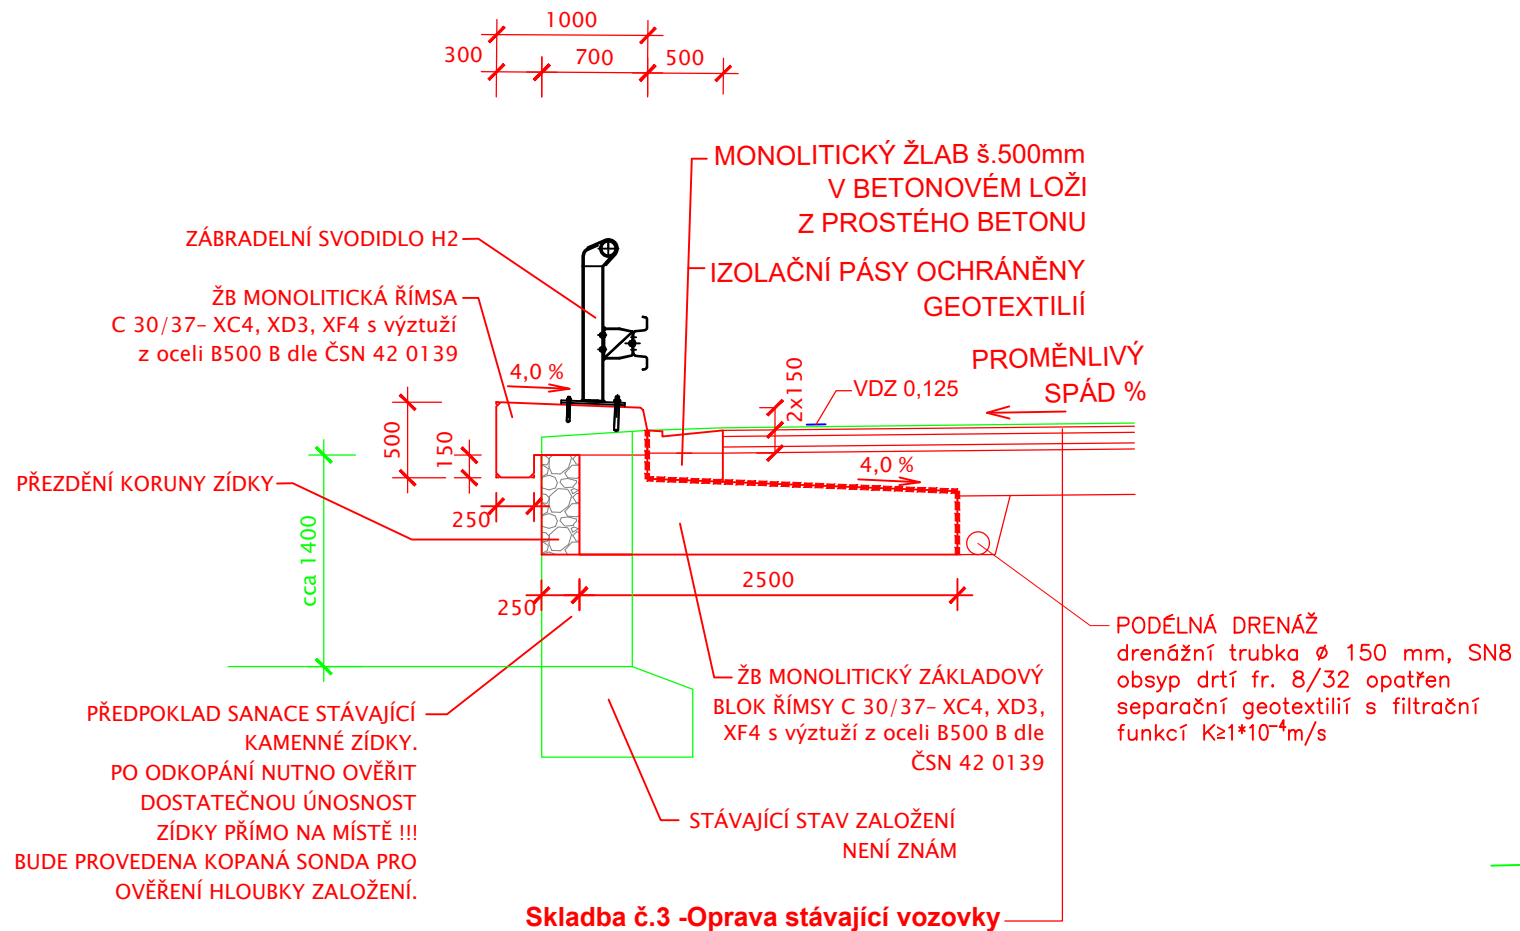 1000
300
700
500
MONOLITICKÝ ŽLAB š.500mm
V BETONOVÉM LOŽI
Z PROSTÉHO BETONU
ZÁBRADELNÍ SVODIDLO H2
IZOLAČNÍ PÁSY OCHRÁNĚNY
GEOTEXTILIÍ
ŽB MONOLITICKÁ ŘÍMSA
C 30/37- XC4, XD3, XF4 s výztuží
z oceli B500 B dle ČSN 42 0139
4,0 %
PROMĚNLIVÝ
SPÁD %
2x150
VDZ 0,125
500
150
4,0 %
PŘEZDĚNÍ KORUNY ZÍDKY
250
cca 1400
2500
250
PODÉLNÁ DRENÁŽ
drenážní trubka ø 150 mm, SN8
obsyp drtí fr. 8/32 opatřen
separační geotextilií s filtrační
funkcí K≥1*10⁻⁴m/s
ŽB MONOLITICKÝ ZÁKLADOVÝ
BLOK ŘÍMSY C 30/37- XC4, XD3,
XF4 s výztuží z oceli B500 B dle
ČSN 42 0139
PŘEDPOKLAD SANACE STÁVAJÍCÍ
KAMENNÉ ZÍDKY.
PO ODKOPÁNÍ NUTNO OVĚŘIT
DOSTATEČNOU ÚNOSNOST
ZÍDKY PŘÍMO NA MÍSTĚ !!!
BUDE PROVEDENA KOPANÁ SONDA PRO
OVĚŘENÍ HLOUBKY ZALOŽENÍ.
STÁVAJÍCÍ STAV ZALOŽENÍ
NENÍ ZNÁM
Skladba č.3 -Oprava stávající vozovky